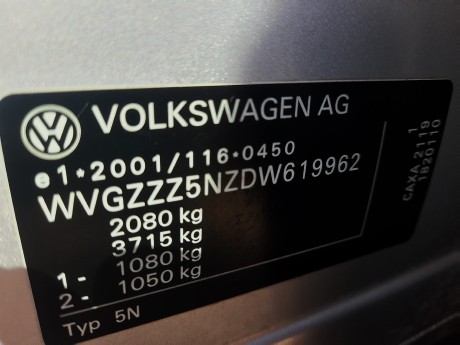 VOLKSWAGEN AG
e1*2001/116*0450
WVGZZZ5NZDW619962
2080 kg
3715 kg
1- 1080 kg
2- 1050 kg
Typ 5N
1
CAXA 2119
1820110